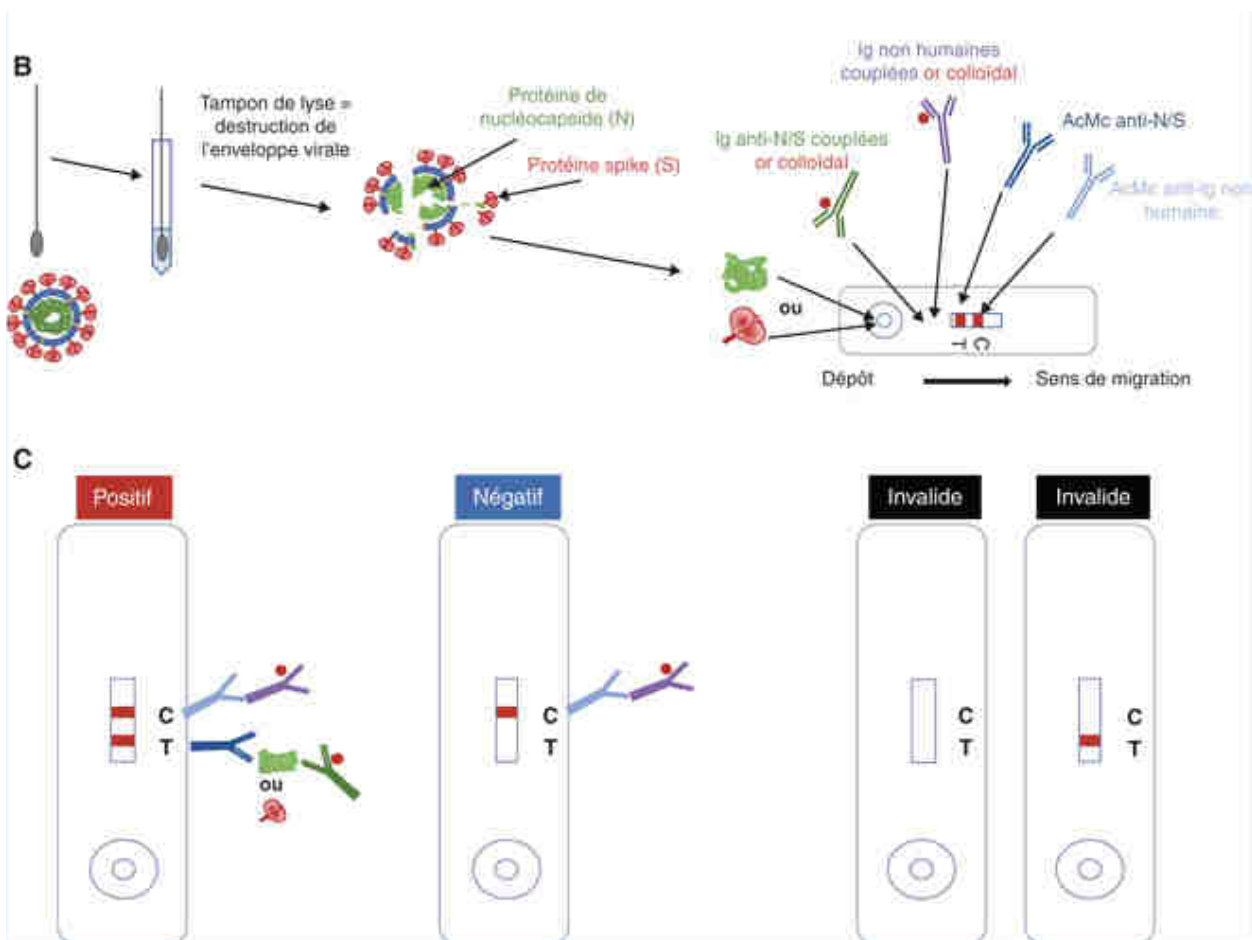 B
Tampon de lyse =
destruction de
l'enveloppe virale
Protéine de
nucléocapside (N)
Protéine spike (S)
Ig anti-N/S couplées
or colloïdal
Ig non humaines
couplées or colloïdal
AcMc anti-N/S
AcMc anti-Ig non
humaine.
ou
T C
Dépôt
Sens de migration
C
Positif
C
T
ou
Négatif
C
T
Invalide
C
T
Invalide
C
T